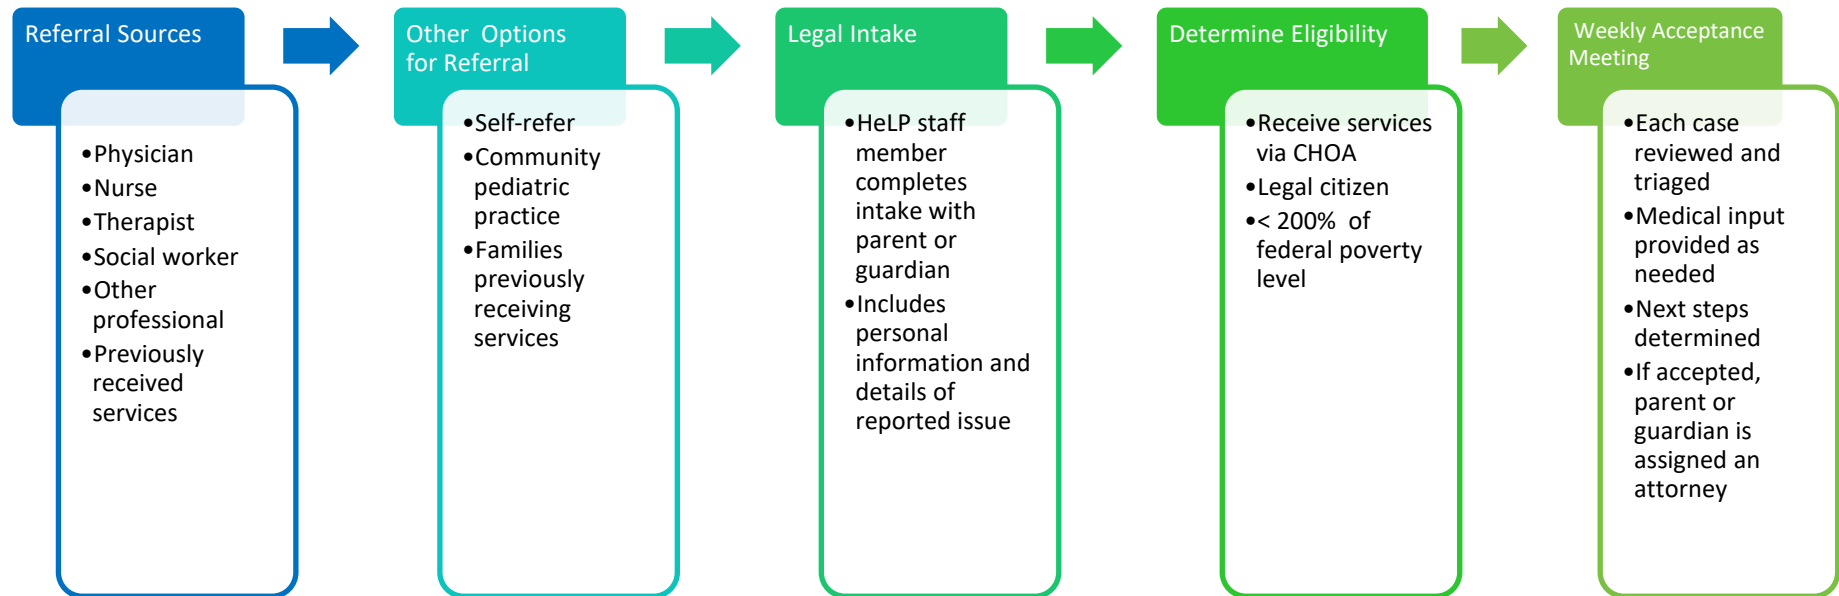 Referral Sources
•Physician
•Nurse
•Therapist
•Social worker
•Other
professional
•Previously
received
services
Other  Options
for Referral
•Self-refer
•Community
pediatric
practice
•Families
previously
receiving
services
Legal Intake
•HeLP staff
member
completes
intake with
parent or
guardian
•Includes
personal
information and
details of
reported issue
Determine Eligibility
•Receive services
via CHOA
•Legal citizen
•< 200%  of
federal poverty
level
Weekly Acceptance
Meeting
•Each case
reviewed and
triaged
•Medical input
provided as
needed
•Next steps
determined
•If accepted,
parent or
guardian is
assigned an
attorney